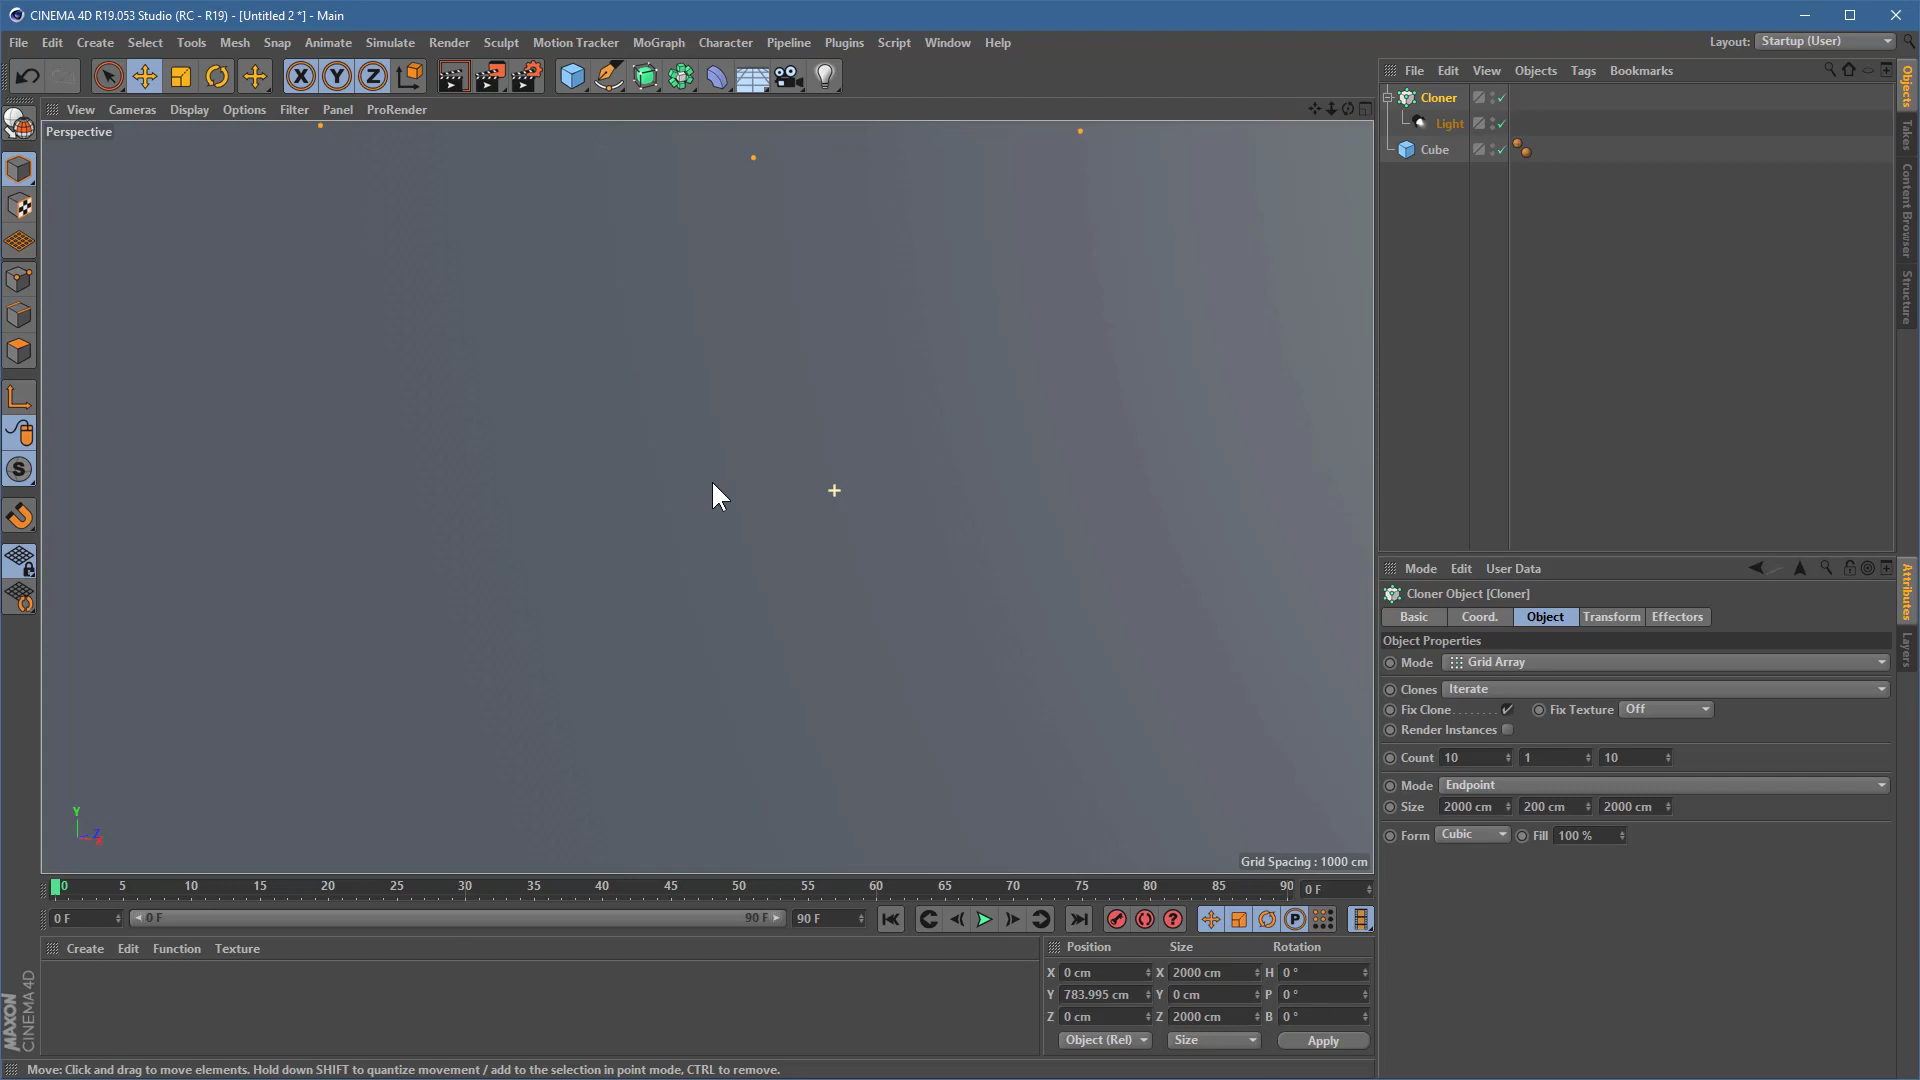 CINEMA 4D R19.053 Studio (RC - R19) - [Untitled 2 *] - Main
File Edit Create Select Tools Mesh Snap Animate Simulate Render Sculpt Motion Tracker MoGraph Character Pipeline Plugins Script Window Help
Layout: Startup (User)
X Y Z
File Edit View Objects Tags Bookmarks
View Cameras Display Options Filter Panel ProRender
Perspective
Cloner
Light
Cube
Objects
Takes
Content Browser
Structure
S
Mode Edit User Data
Cloner Object [Cloner]
Basic Coord. Object Transform Effectors
Object Properties
Mode Grid Array
Clones Iterate
Fix Clone Fix Texture Off
Render Instances
Count 10 1 10
Mode Endpoint
Size 2000 cm 200 cm 2000 cm
Form Cubic Fill 100 %
Attributes
Layers
Y
Z
X
Grid Spacing : 1000 cm
0 5 10 15 20 25 30 35 40 45 50 55 60 65 70 75 80 85 90 0 F
0 F 0 F 90 F 90 F
P
Create Edit Function Texture
Position Size Rotation
X 0 cm X 2000 cm H 0 °
Y 783.995 cm Y 0 cm P 0 °
Z 0 cm Z 2000 cm B 0 °
Object (Rel) Size Apply
MAXON CINEMA 4D
Move: Click and drag to move elements. Hold down SHIFT to quantize movement / add to the selection in point mode, CTRL to remove.